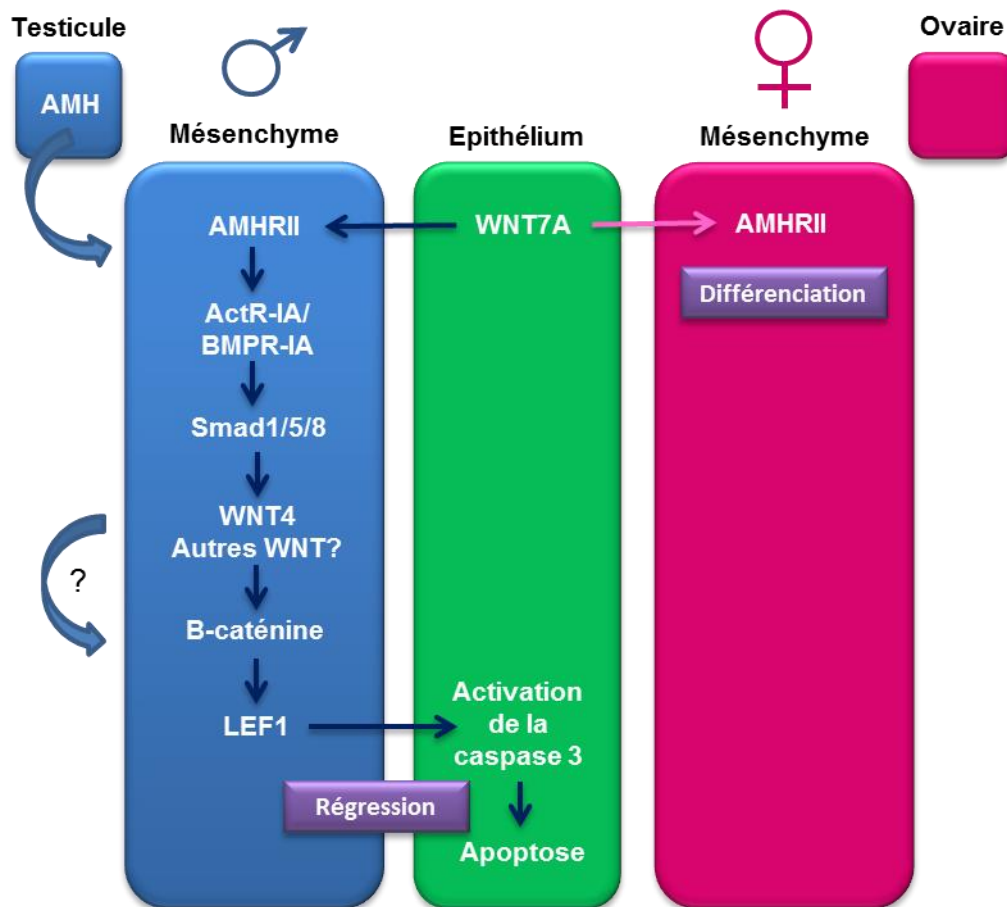 Testicule
Ovaire
AMH
Mésenchyme
Epithélium
Mésenchyme
AMHRII
WNT7A
AMHRII
Différenciation
ActR-IA/
BMPR-IA
Smad1/5/8
WNT4
Autres WNT?
?
B-caténine
LEF1
Activation
de la
caspase 3
Régression
Apoptose